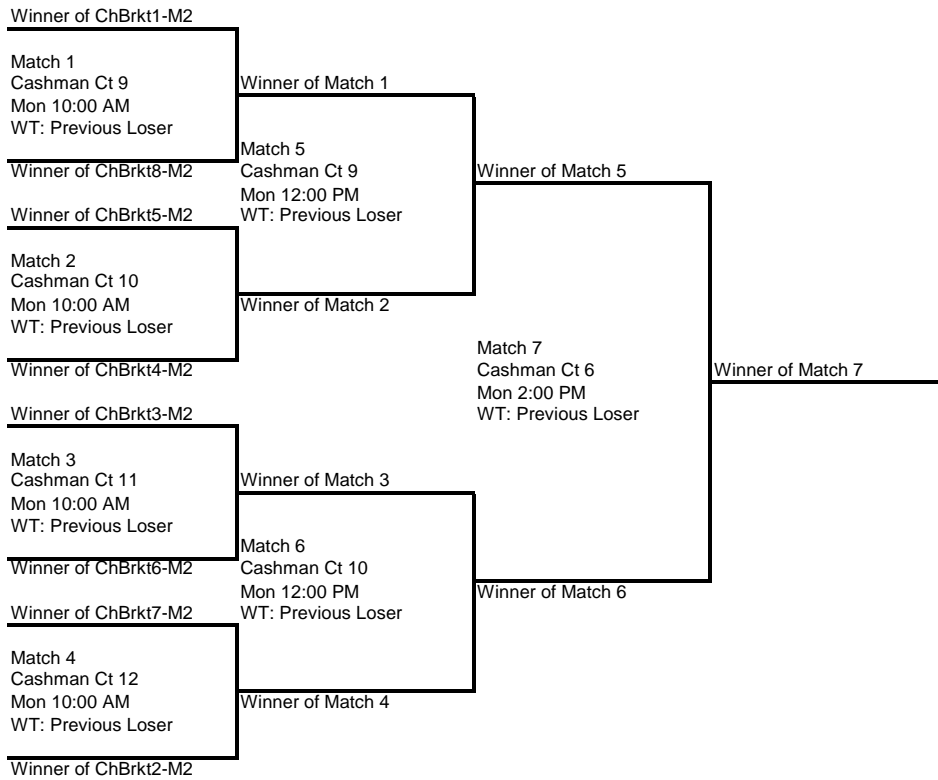 Winner of ChBrkt1-M2
Match 1
Cashman Ct 9
Mon 10:00 AM
WT: Previous Loser
Winner of ChBrkt8-M2
Winner of ChBrkt5-M2
Match 2
Cashman Ct 10
Mon 10:00 AM
WT: Previous Loser
Winner of ChBrkt4-M2
Winner of ChBrkt3-M2
Match 3
Cashman Ct 11
Mon 10:00 AM
WT: Previous Loser
Winner of ChBrkt6-M2
Winner of ChBrkt7-M2
Match 4
Cashman Ct 12
Mon 10:00 AM
WT: Previous Loser
Winner of ChBrkt2-M2
Winner of Match 1
Match 5
Cashman Ct 9
Mon 12:00 PM
WT: Previous Loser
Winner of Match 2
Winner of Match 3
Match 6
Cashman Ct 10
Mon 12:00 PM
WT: Previous Loser
Winner of Match 4
Winner of Match 5
Match 7
Cashman Ct 6
Mon 2:00 PM
WT: Previous Loser
Winner of Match 6
Winner of Match 7